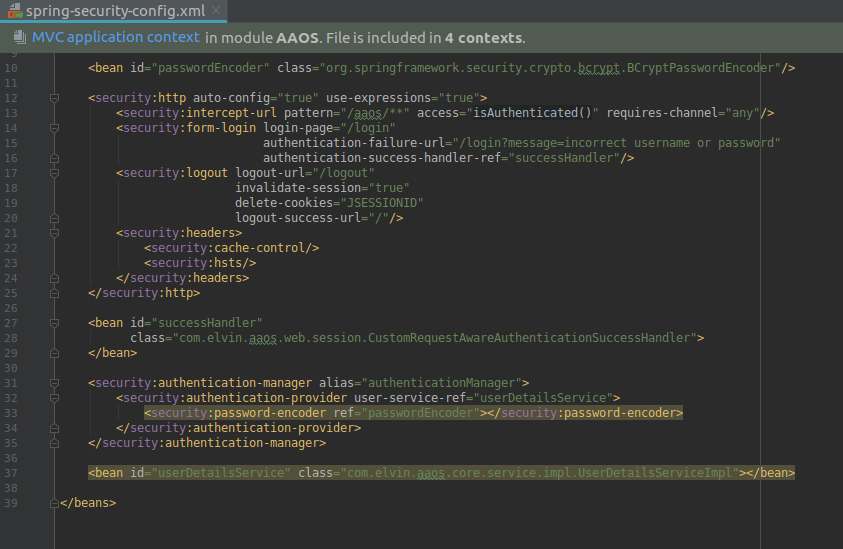 spring-security-config.xml
MVC application context in module AAOS. File is included in 4 contexts.
9
10 <bean id="passwordEncoder" class="org.springframework.security.crypto.bcrypt.BCryptPasswordEncoder"/>
11
12 <security:http auto-config="true" use-expressions="true">
13 <security:intercept-url pattern="/aaos/**" access="isAuthenticated()" requires-channel="any"/>
14 <security:form-login login-page="/login"
15 authentication-failure-url="/login?message=incorrect username or password"
16 authentication-success-handler-ref="successHandler"/>
17 <security:logout logout-url="/logout"
18 invalidate-session="true"
19 delete-cookies="JSESSIONID"
20 logout-success-url="/"/>
21 <security:headers>
22 <security:cache-control/>
23 <security:hsts/>
24 </security:headers>
25 </security:http>
26
27 <bean id="successHandler"
28 class="com.elvin.aaos.web.session.CustomRequestAwareAuthenticationSuccessHandler">
29 </bean>
30
31 <security:authentication-manager alias="authenticationManager">
32 <security:authentication-provider user-service-ref="userDetailsService">
33 <security:password-encoder ref="passwordEncoder"></security:password-encoder>
34 </security:authentication-provider>
35 </security:authentication-manager>
36
37 <bean id="userDetailsService" class="com.elvin.aaos.core.service.impl.UserDetailsServiceImpl"></bean>
38
39 </beans>